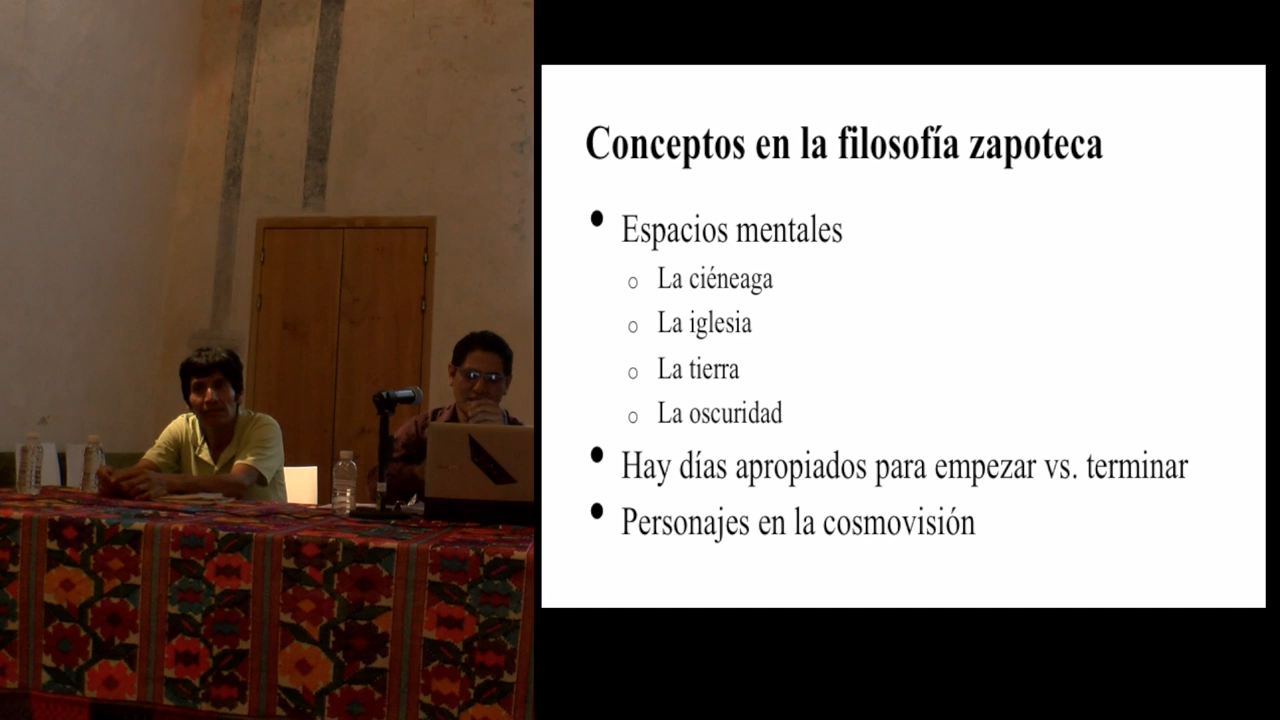 Conceptos en la filosofía zapoteca
• Espacios mentales
o La ciéneaga
o La iglesia
o La tierra
o La oscuridad
• Hay días apropiados para empezar vs. terminar
• Personajes en la cosmovisión